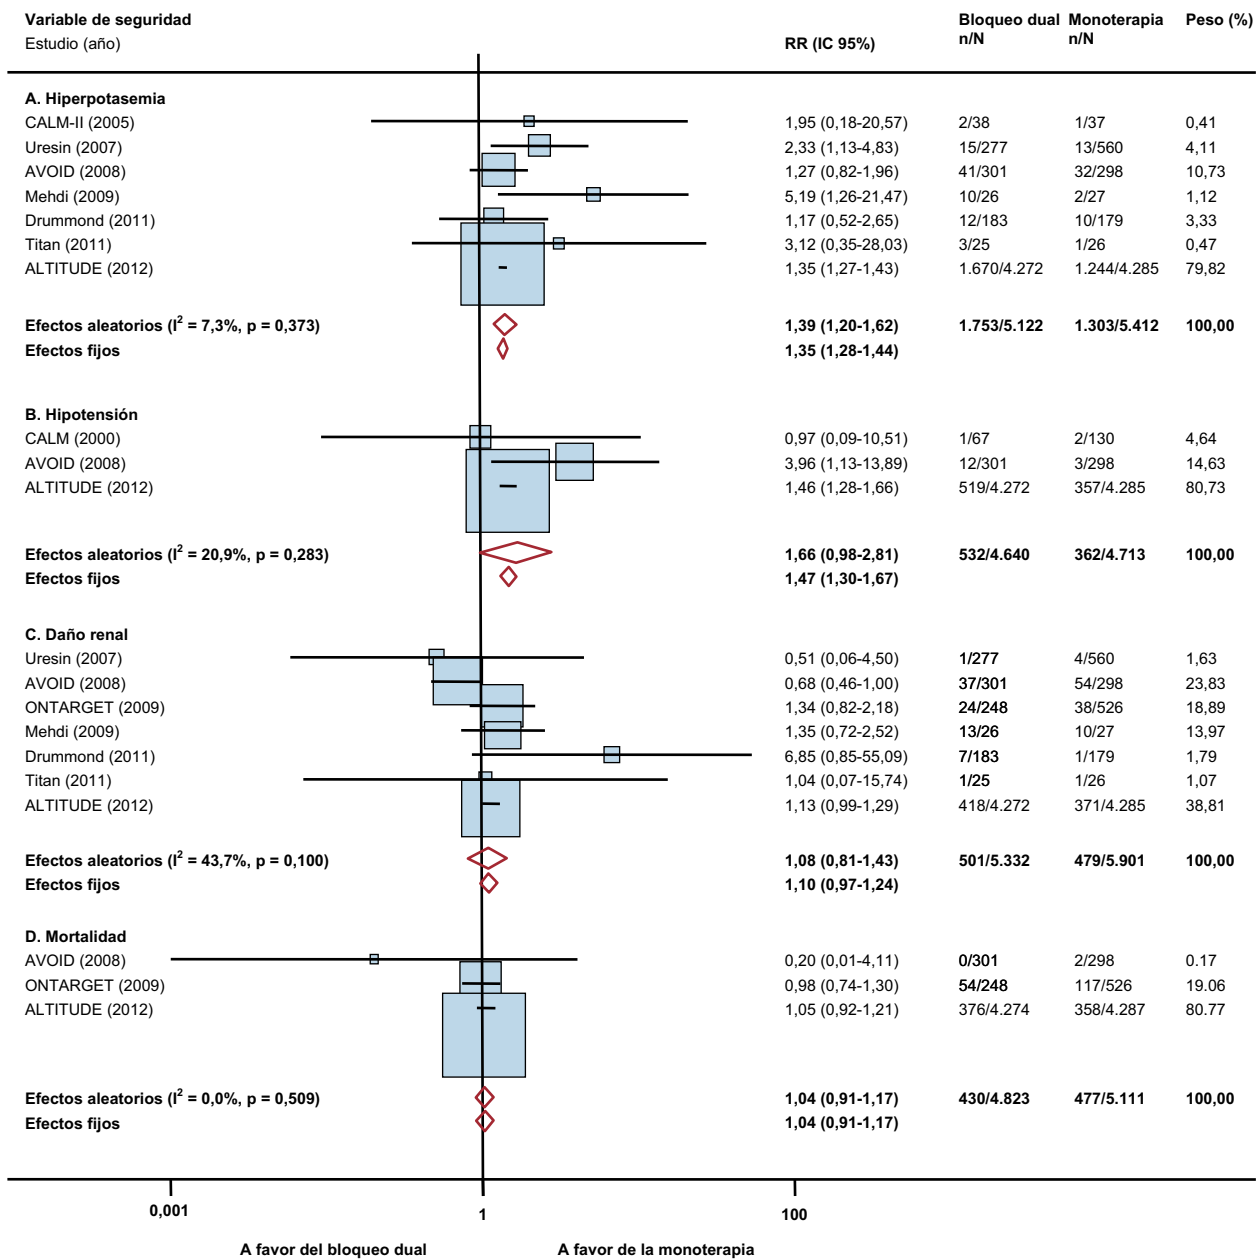 Variable de seguridad
Estudio (año) RR (IC 95%) Bloqueo dual n/N Monoterapia n/N Peso (%)
A. Hiperpotasemia
CALM-II (2005) 1,95 (0,18-20,57) 2/38 1/37 0,41
Uresin (2007) 2,33 (1,13-4,83) 15/277 13/560 4,11
AVOID (2008) 1,27 (0,82-1,96) 41/301 32/298 10,73
Mehdi (2009) 5,19 (1,26-21,47) 10/26 2/27 1,12
Drummond (2011) 1,17 (0,52-2,65) 12/183 10/179 3,33
Titan (2011) 3,12 (0,35-28,03) 3/25 1/26 0,47
ALTITUDE (2012) 1,35 (1,27-1,43) 1.670/4.272 1.244/4.285 79,82
Efectos aleatorios (I² = 7,3%, p = 0,373) 1,39 (1,20-1,62) 1.753/5.122 1.303/5.412 100,00
Efectos fijos 1,35 (1,28-1,44)
B. Hipotensión
CALM (2000) 0,97 (0,09-10,51) 1/67 2/130 4,64
AVOID (2008) 3,96 (1,13-13,89) 12/301 3/298 14,63
ALTITUDE (2012) 1,46 (1,28-1,66) 519/4.272 357/4.285 80,73
Efectos aleatorios (I² = 20,9%, p = 0,283) 1,66 (0,98-2,81) 532/4.640 362/4.713 100,00
Efectos fijos 1,47 (1,30-1,67)
C. Daño renal
Uresin (2007) 0,51 (0,06-4,50) 1/277 4/560 1,63
AVOID (2008) 0,68 (0,46-1,00) 37/301 54/298 23,83
ONTARGET (2009) 1,34 (0,82-2,18) 24/248 38/526 18,89
Mehdi (2009) 1,35 (0,72-2,52) 13/26 10/27 13,97
Drummond (2011) 6,85 (0,85-55,09) 7/183 1/179 1,79
Titan (2011) 1,04 (0,07-15,74) 1/25 1/26 1,07
ALTITUDE (2012) 1,13 (0,99-1,29) 418/4.272 371/4.285 38,81
Efectos aleatorios (I² = 43,7%, p = 0,100) 1,08 (0,81-1,43) 501/5.332 479/5.901 100,00
Efectos fijos 1,10 (0,97-1,24)
D. Mortalidad
AVOID (2008) 0,20 (0,01-4,11) 0/301 2/298 0.17
ONTARGET (2009) 0,98 (0,74-1,30) 54/248 117/526 19.06
ALTITUDE (2012) 1,05 (0,92-1,21) 376/4.274 358/4.287 80.77
Efectos aleatorios (I² = 0,0%, p = 0,509) 1,04 (0,91-1,17) 430/4.823 477/5.111 100,00
Efectos fijos 1,04 (0,91-1,17)
0,001 1 100
A favor del bloqueo dual A favor de la monoterapia